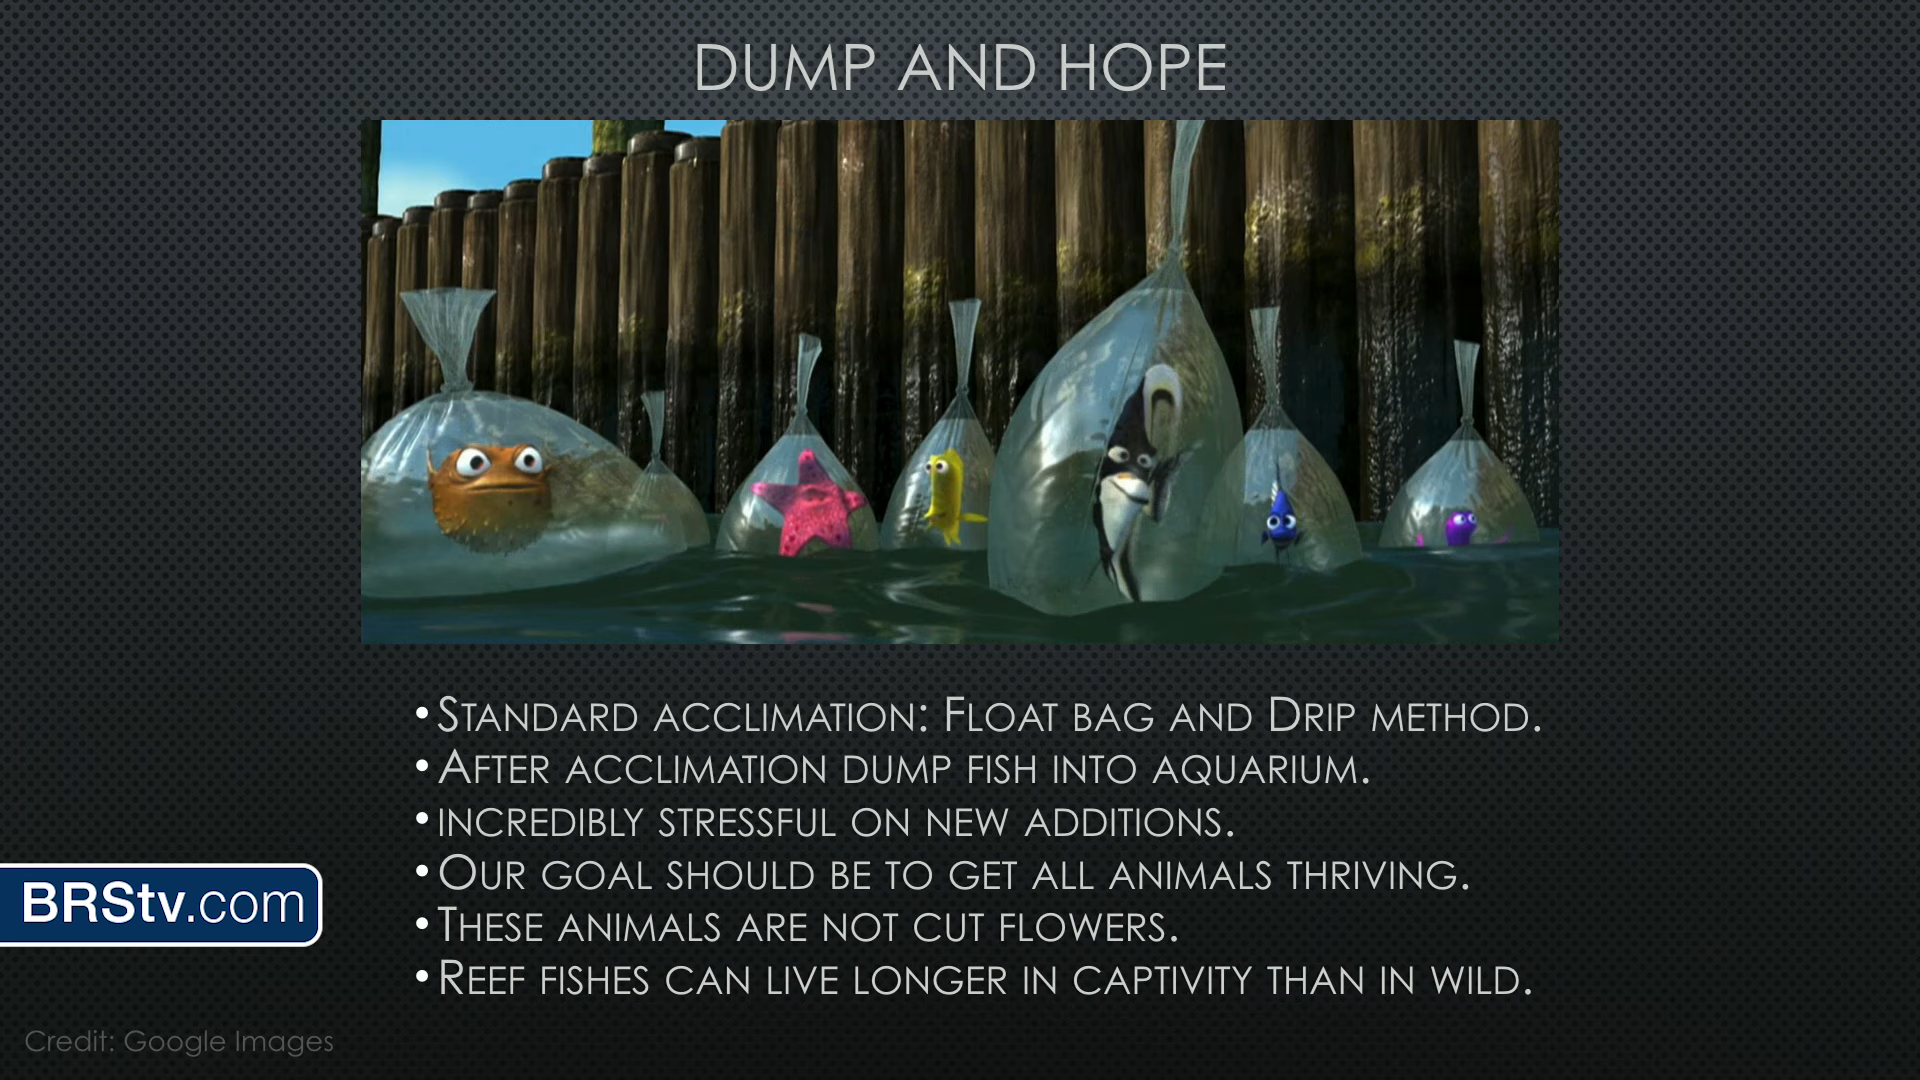 DUMP AND HOPE
• STANDARD ACCLIMATION: FLOAT BAG AND DRIP METHOD.
• AFTER ACCLIMATION DUMP FISH INTO AQUARIUM.
• INCREDIBLY STRESSFUL ON NEW ADDITIONS.
• OUR GOAL SHOULD BE TO GET ALL ANIMALS THRIVING.
• THESE ANIMALS ARE NOT CUT FLOWERS.
• REEF FISHES CAN LIVE LONGER IN CAPTIVITY THAN IN WILD.
BRStv.com
Credit: Google Images